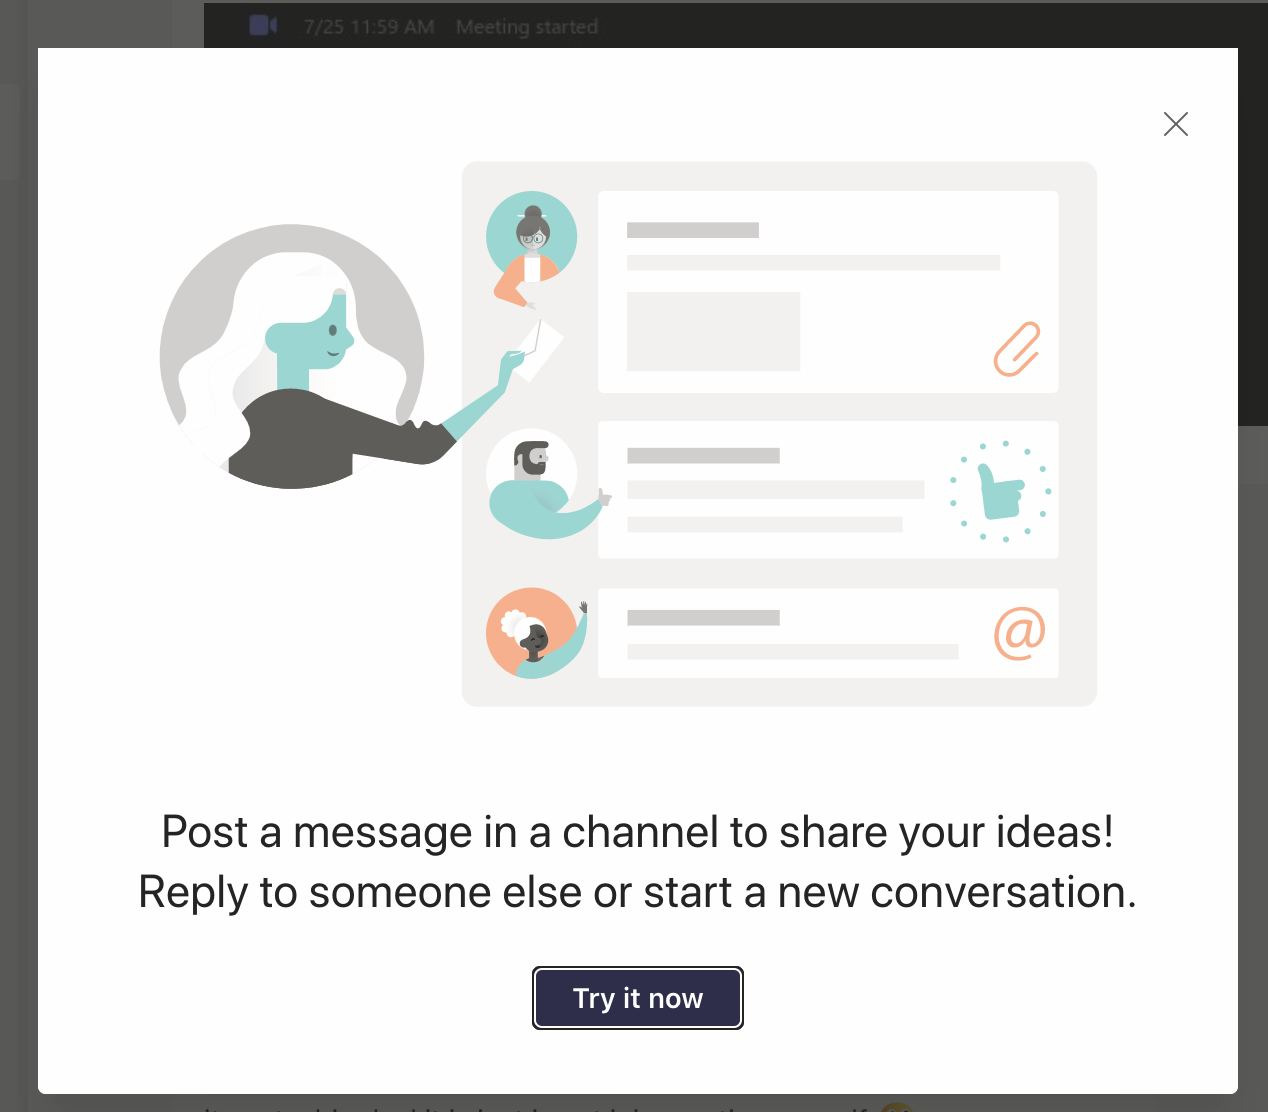 7/25 11:59 AM Meeting started
@
Post a message in a channel to share your ideas!
Reply to someone else or start a new conversation.
Try it now